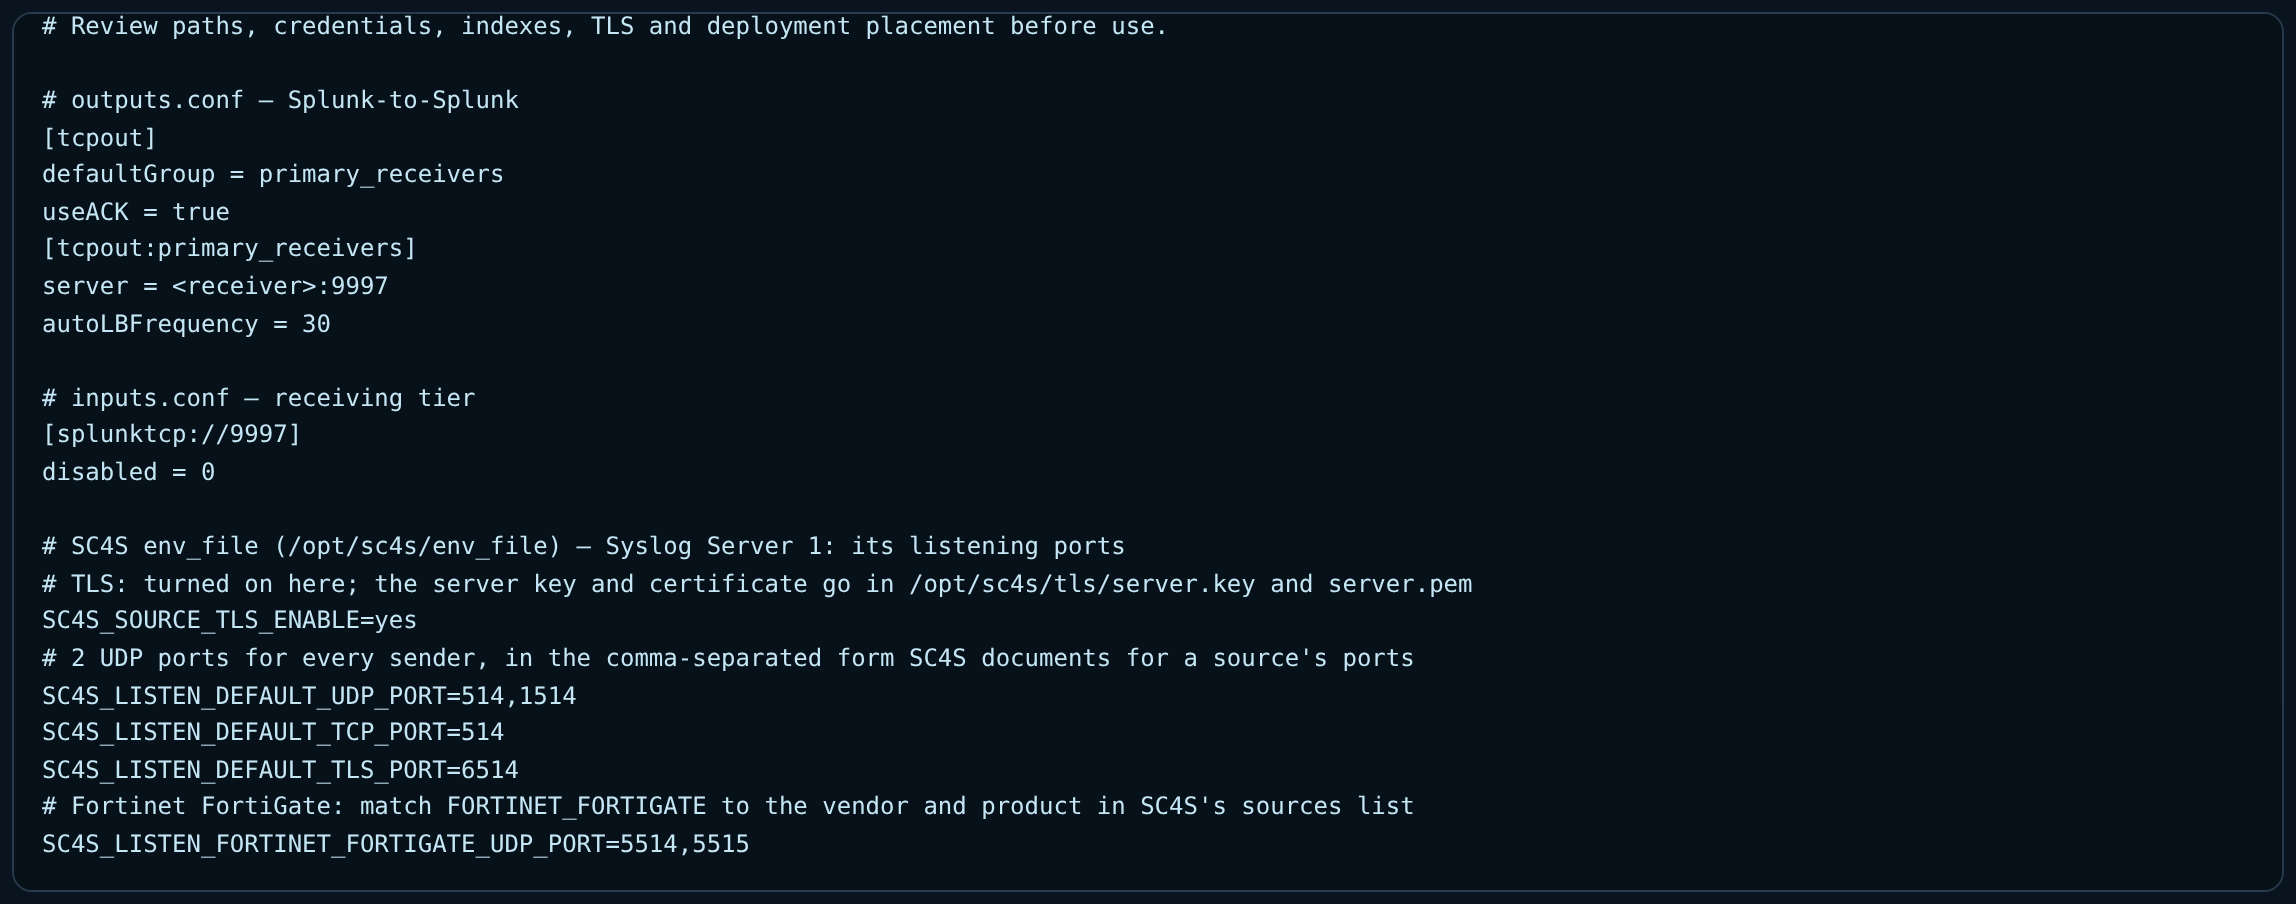 # Review paths, credentials, indexes, TLS and deployment placement before use.
# outputs.conf — Splunk-to-Splunk
[tcpout]
defaultGroup = primary_receivers
useACK = true
[tcpout:primary_receivers]
server = <receiver>:9997
autoLBFrequency = 30
# inputs.conf — receiving tier
[splunktcp://9997]
disabled = 0
# SC4S env_file (/opt/sc4s/env_file) — Syslog Server 1: its listening ports
# TLS: turned on here; the server key and certificate go in /opt/sc4s/tls/server.key and server.pem
SC4S_SOURCE_TLS_ENABLE=yes
# 2 UDP ports for every sender, in the comma-separated form SC4S documents for a source's ports
SC4S_LISTEN_DEFAULT_UDP_PORT=514,1514
SC4S_LISTEN_DEFAULT_TCP_PORT=514
SC4S_LISTEN_DEFAULT_TLS_PORT=6514
# Fortinet FortiGate: match FORTINET_FORTIGATE to the vendor and product in SC4S's sources list
SC4S_LISTEN_FORTINET_FORTIGATE_UDP_PORT=5514,5515